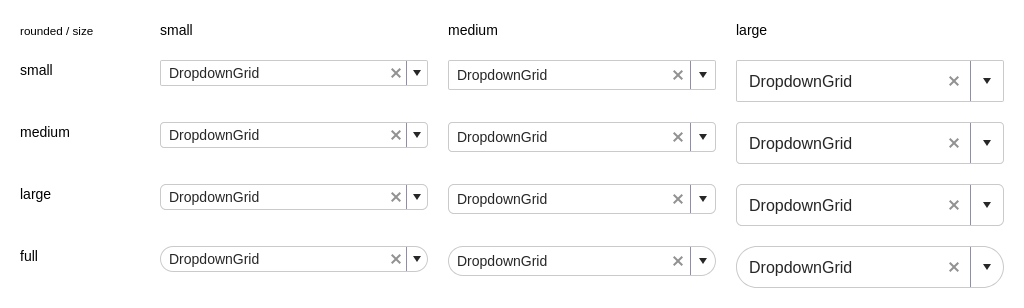 rounded / size small medium large
small DropdownGrid DropdownGrid DropdownGrid
medium DropdownGrid DropdownGrid DropdownGrid
large DropdownGrid DropdownGrid DropdownGrid
full DropdownGrid DropdownGrid DropdownGrid